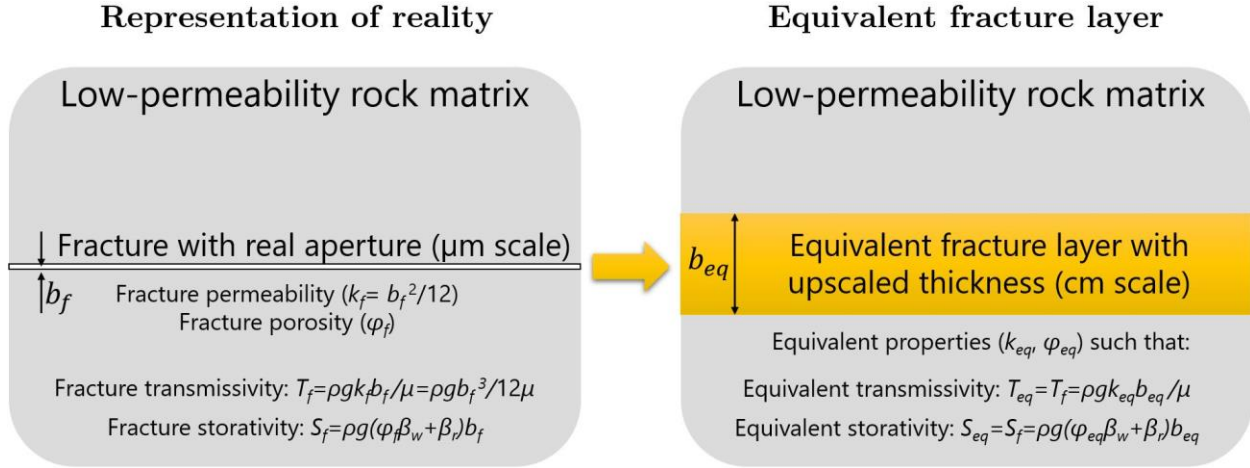 Representation of reality
Low-permeability rock matrix
Fracture with real aperture (μm scale)
b_f
Fracture permeability (k_f= b_f²/12)
Fracture porosity (φ_f)
Fracture transmissivity: T_f=ρgk_fb_f/μ=ρgb_f³/12μ
Fracture storativity: S_f=ρg(φ_fβ_w+β_r)b_f
Equivalent fracture layer
Low-permeability rock matrix
b_eq
Equivalent fracture layer with
upscaled thickness (cm scale)
Equivalent properties (k_eq, φ_eq) such that:
Equivalent transmissivity: T_eq=T_f=ρgk_eqb_eq/μ
Equivalent storativity: S_eq=S_f=ρg(φ_eqβ_w+β_r)b_eq